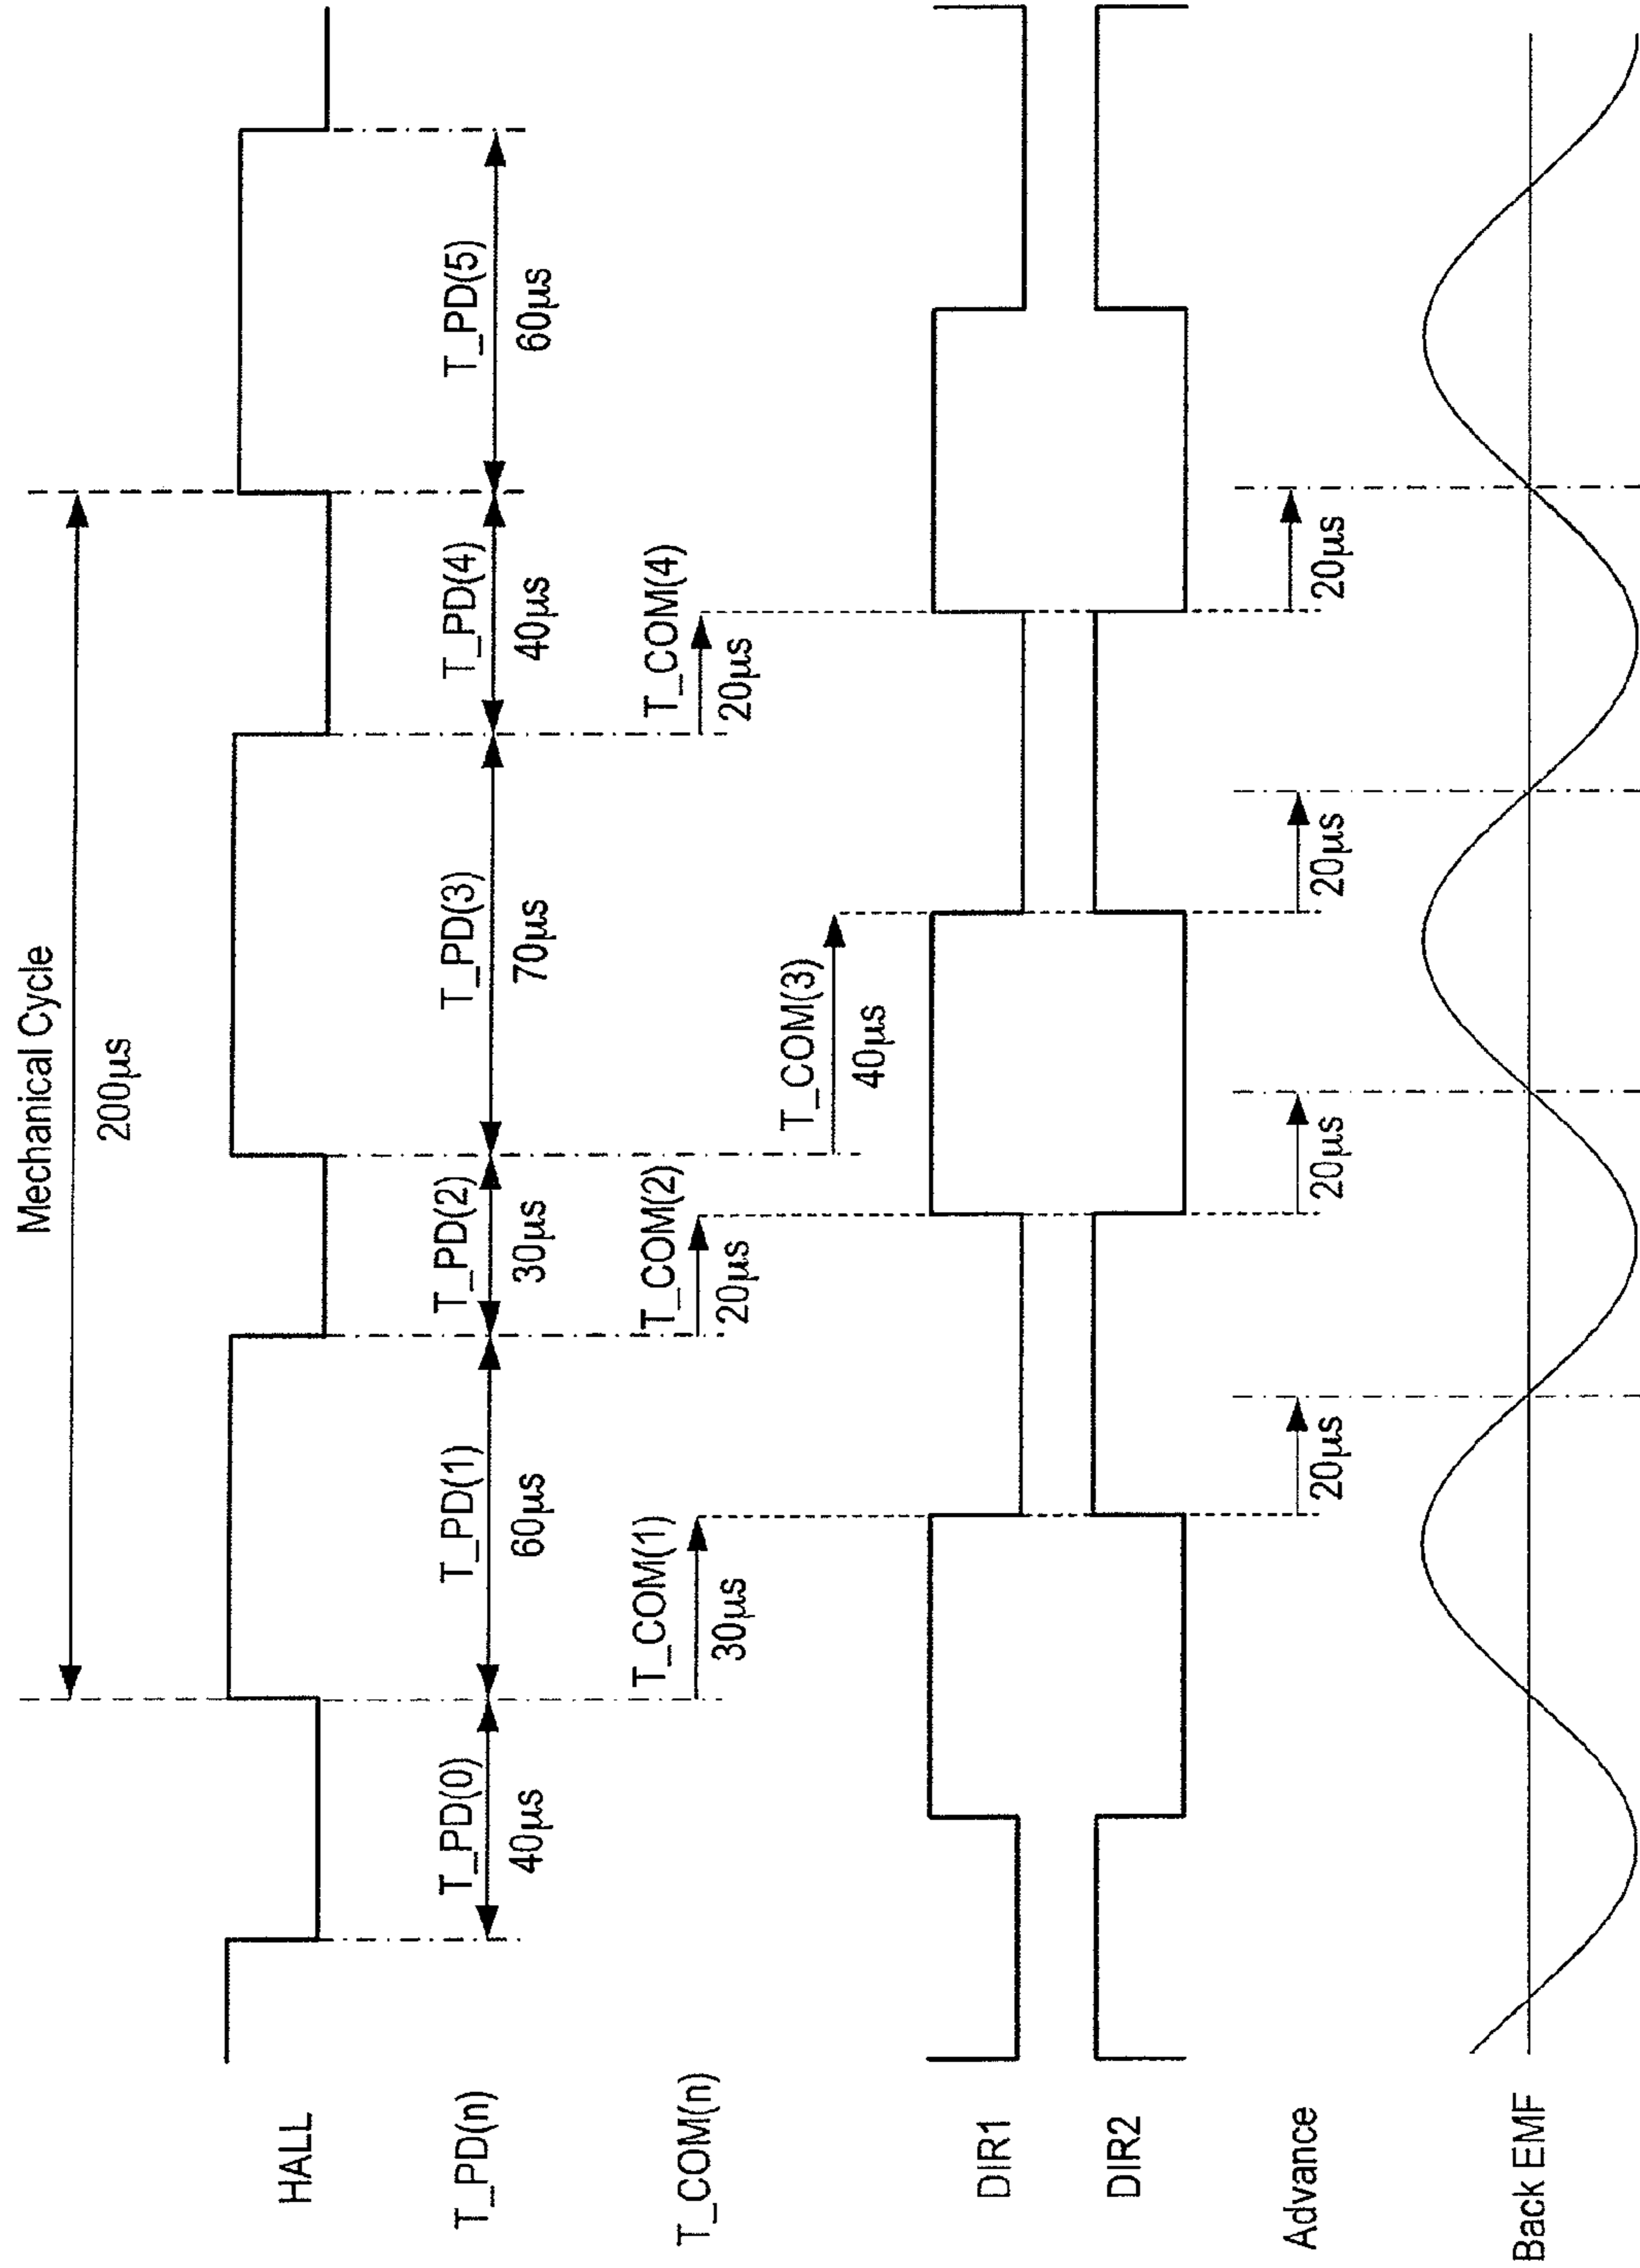 Mechanical Cycle
200μs
HALL
T_PD(n)
T_PD(0)
40μs
T_PD(1)
60μs
T_PD(2)
30μs
T_PD(3)
70μs
T_PD(4)
40μs
T_PD(5)
60μs
T_COM(n)
T_COM(1)
30μs
T_COM(2)
20μs
T_COM(3)
40μs
T_COM(4)
20μs
DIR1
DIR2
Advance
20μs
20μs
20μs
20μs
Back EMF